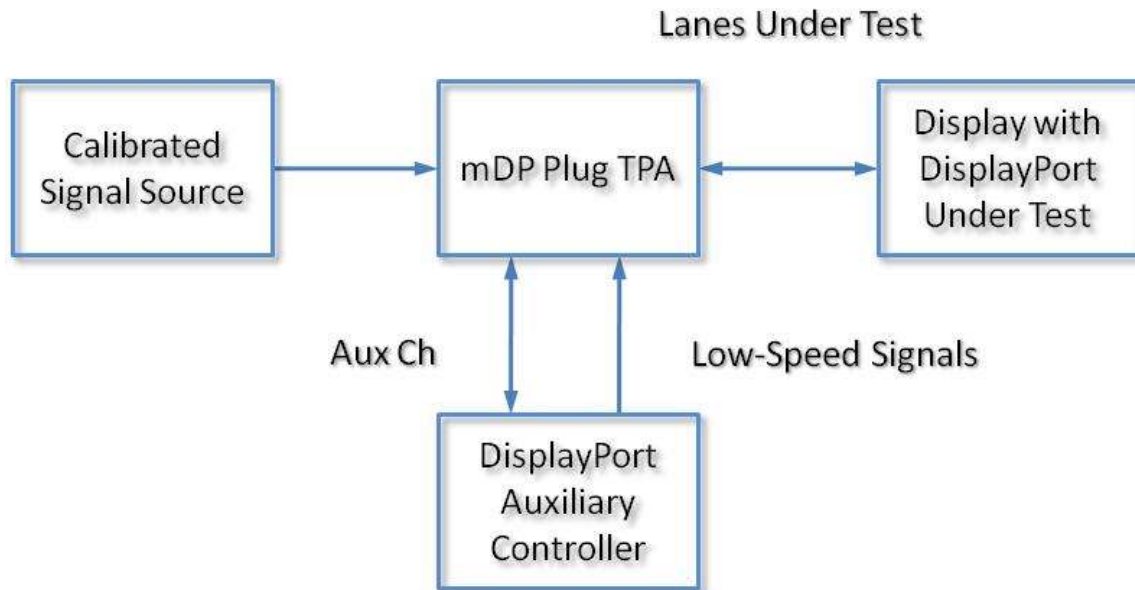 Lanes Under Test
Calibrated
Signal Source
mDP Plug TPA
Display with
DisplayPort
Under Test
Aux Ch
Low-Speed Signals
DisplayPort
Auxiliary
Controller